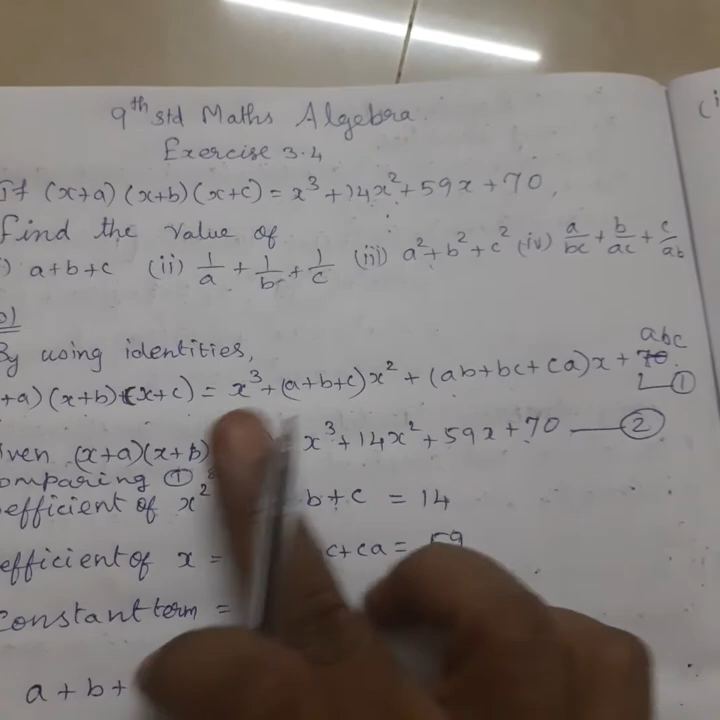 9th std Maths Algebra
Exercise 3.4
If (x+a)(x+b)(x+c) = x³+14x²+59x+70,
find the value of
) a+b+c (ii) 1/a + 1/b + 1/c (iii) a²+b²+c² (iv) a/bc + b/ac + c/ab
By using identities,
abc
+a)(x+b)(x+c) = x³+(a+b+c)x²+(ab+bc+ca)x+70 ①
iven (x+a)(x+b) = x³+14x²+59x+70 — ②
omparing ①
efficient of x² b+c = 14
efficient of x = c+ca = 59
Constant term =
a+b+